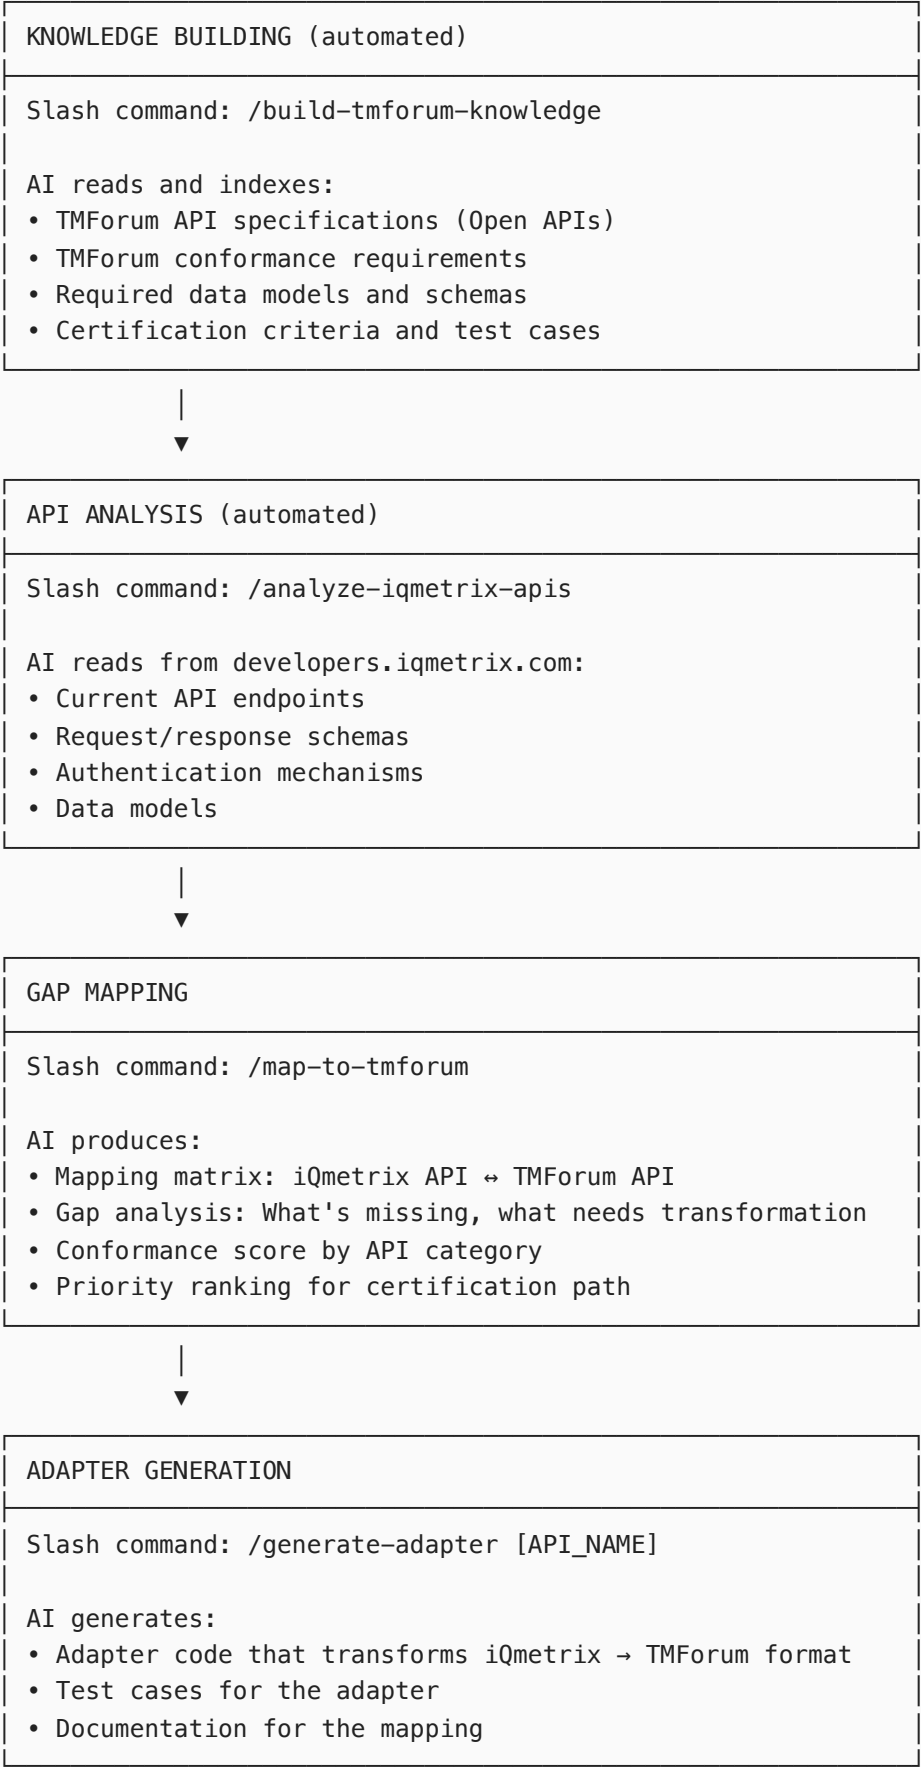 KNOWLEDGE BUILDING (automated)
Slash command: /build-tmforum-knowledge
AI reads and indexes:
• TMForum API specifications (Open APIs)
• TMForum conformance requirements
• Required data models and schemas
• Certification criteria and test cases
▼
API ANALYSIS (automated)
Slash command: /analyze-iqmetrix-apis
AI reads from developers.iqmetrix.com:
• Current API endpoints
• Request/response schemas
• Authentication mechanisms
• Data models
▼
GAP MAPPING
Slash command: /map-to-tmforum
AI produces:
• Mapping matrix: iQmetrix API ↔ TMForum API
• Gap analysis: What's missing, what needs transformation
• Conformance score by API category
• Priority ranking for certification path
▼
ADAPTER GENERATION
Slash command: /generate-adapter [API_NAME]
AI generates:
• Adapter code that transforms iQmetrix → TMForum format
• Test cases for the adapter
• Documentation for the mapping